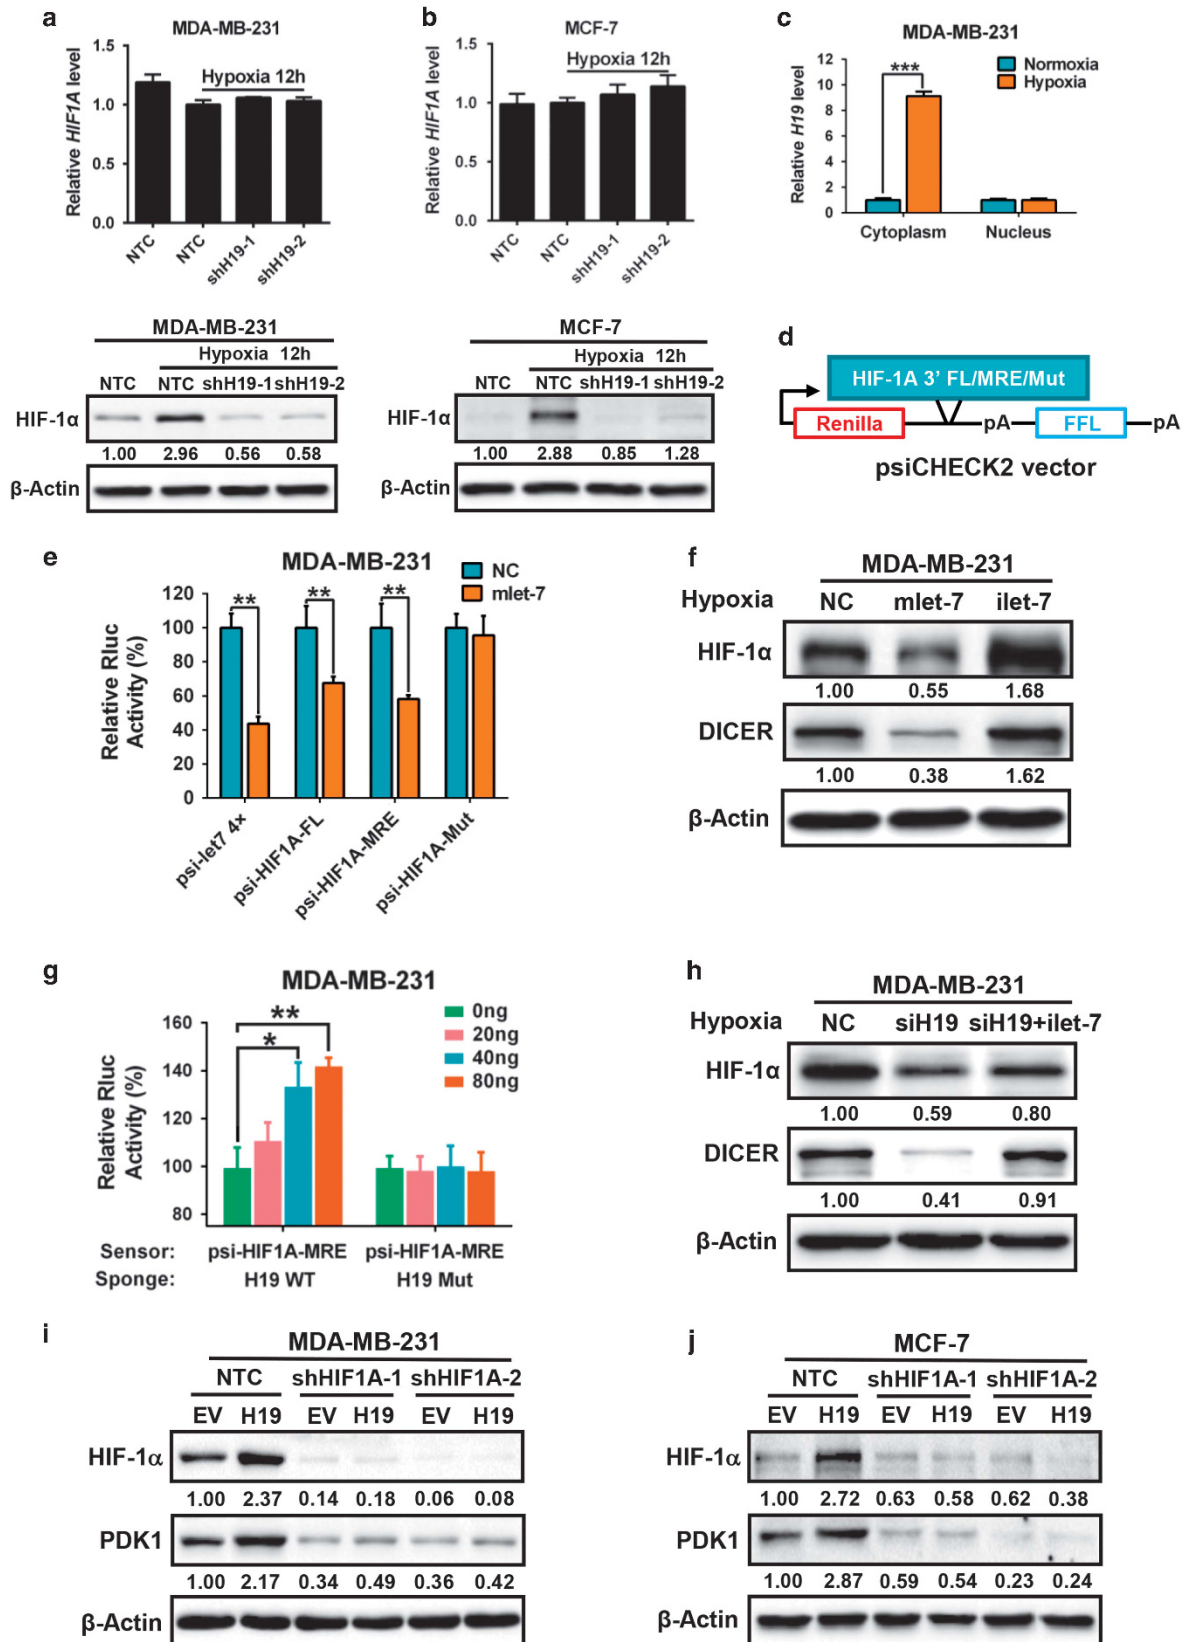 a
MDA-MB-231
Relative HIF1A level
1.5
1.0
0.5
0.0
Hypoxia 12h
NTC
NTC
shH19-1
shH19-2
b
MCF-7
Relative HIF1A level
1.5
1.0
0.5
0.0
Hypoxia 12h
NTC
NTC
shH19-1
shH19-2
c
MDA-MB-231
Relative H19 level
12
10
8
6
4
2
0
***
Normoxia
Hypoxia
Cytoplasm
Nucleus
MDA-MB-231
Hypoxia 12h
NTC NTC shH19-1 shH19-2
HIF-1α
1.00 2.96 0.56 0.58
β-Actin
MCF-7
Hypoxia 12h
NTC NTC shH19-1 shH19-2
HIF-1α
1.00 2.88 0.85 1.28
β-Actin
d
HIF-1A 3' FL/MRE/Mut
Renilla pA FFL pA
psiCHECK2 vector
e
MDA-MB-231
Relative Rluc
Activity (%)
120
100
80
60
40
20
0
** ** **
NC
mlet-7
psi-let7 4×
psi-HIF1A-FL
psi-HIF1A-MRE
psi-HIF1A-Mut
f
MDA-MB-231
Hypoxia NC mlet-7 ilet-7
HIF-1α
1.00 0.55 1.68
DICER
1.00 0.38 1.62
β-Actin
g
MDA-MB-231
Relative Rluc
Activity (%)
160
140
120
100
80
**
*
0ng
20ng
40ng
80ng
Sensor: psi-HIF1A-MRE psi-HIF1A-MRE
Sponge: H19 WT H19 Mut
h
MDA-MB-231
Hypoxia NC siH19 siH19+ilet-7
HIF-1α
1.00 0.59 0.80
DICER
1.00 0.41 0.91
β-Actin
i
MDA-MB-231
NTC shHIF1A-1 shHIF1A-2
EV H19 EV H19 EV H19
HIF-1α
1.00 2.37 0.14 0.18 0.06 0.08
PDK1
1.00 2.17 0.34 0.49 0.36 0.42
β-Actin
j
MCF-7
NTC shHIF1A-1 shHIF1A-2
EV H19 EV H19 EV H19
HIF-1α
1.00 2.72 0.63 0.58 0.62 0.38
PDK1
1.00 2.87 0.59 0.54 0.23 0.24
β-Actin